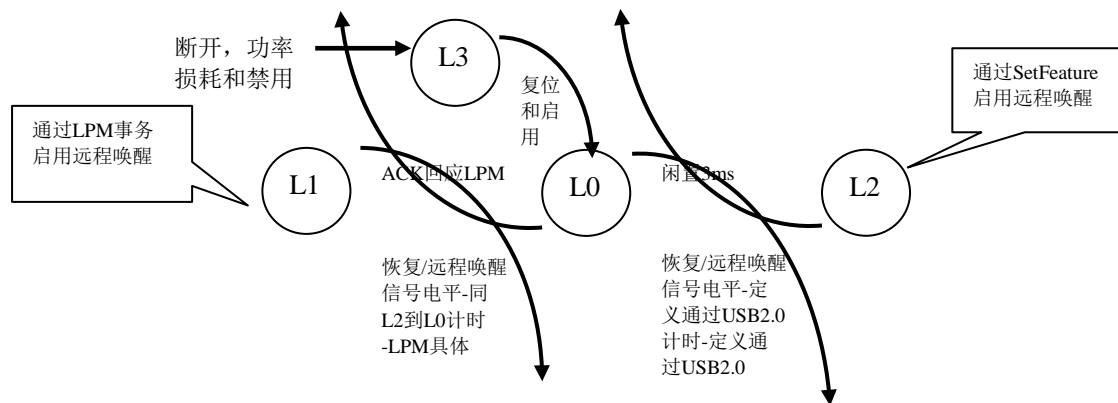 断开，功率
损耗和禁用
L3
复位
和启
用
通过SetFeature
启用远程唤醒
通过LPM事务
启用远程唤醒
L1
ACK回应LPM
L0
闲置3ms
L2
恢复/远程唤醒
信号电平-同
L2到L0计时
-LPM具体
恢复/远程唤醒
信号电平-定
义通过USB2.0
计时-定义通
过USB2.0